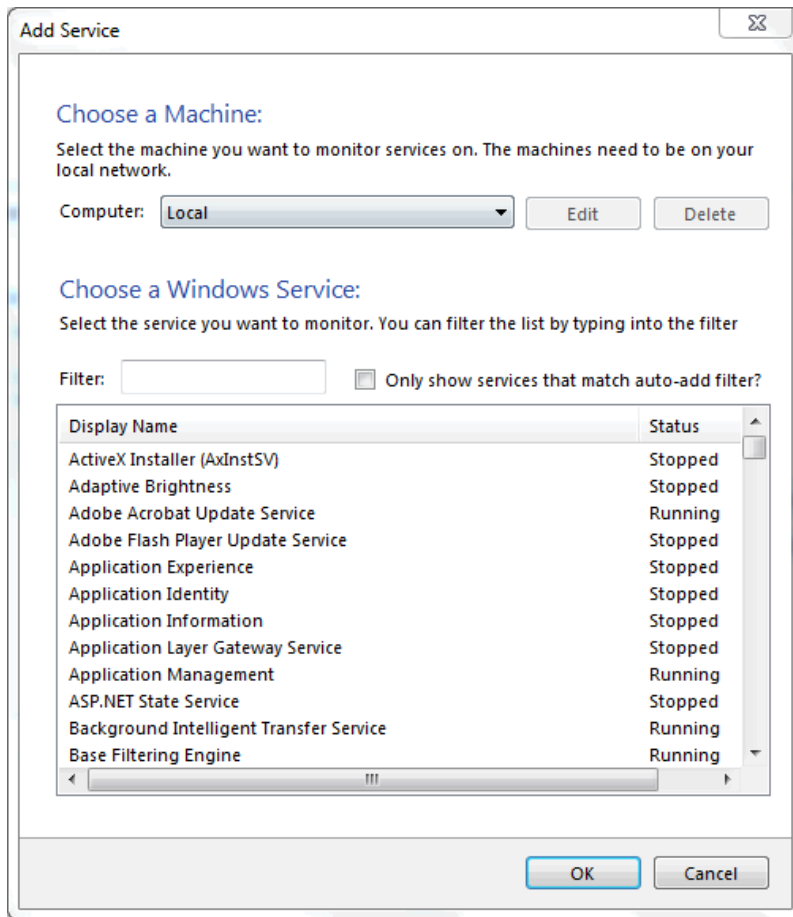 Add Service
Choose a Machine:
Select the machine you want to monitor services on. The machines need to be on your
local network.
Computer: Local Edit Delete
Choose a Windows Service:
Select the service you want to monitor. You can filter the list by typing into the filter
Filter: Only show services that match auto-add filter?
Display Name Status
ActiveX Installer (AxInstSV) Stopped
Adaptive Brightness Stopped
Adobe Acrobat Update Service Running
Adobe Flash Player Update Service Stopped
Application Experience Stopped
Application Identity Stopped
Application Information Stopped
Application Layer Gateway Service Stopped
Application Management Running
ASP.NET State Service Stopped
Background Intelligent Transfer Service Running
Base Filtering Engine Running
OK Cancel